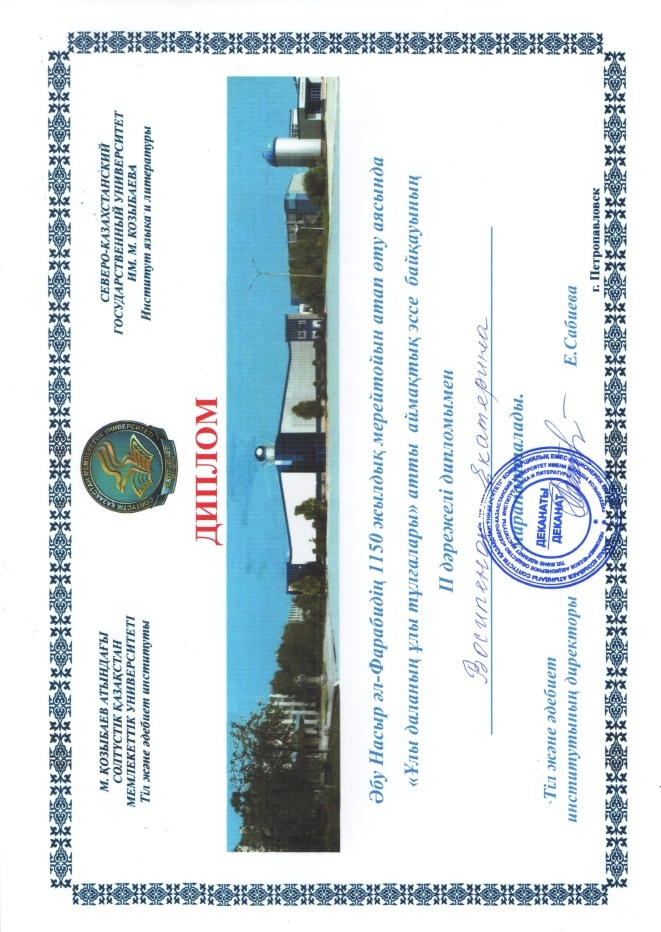 М. ҚОЗЫБАЕВ АТЫНДАҒЫ
СОЛТҮСТІК ҚАЗАҚСТАН
МЕМЛЕКЕТТІК УНИВЕРСИТЕТІ
Тіл және әдебиет институты
СЕВЕРО-КАЗАХСТАНСКИЙ
ГОСУДАРСТВЕННЫЙ УНИВЕРСИТЕТ
ИМ. М. КОЗЫБАЕВА
Институт языка и литературы
ДИПЛОМ
Әбу Насыр әл-Фарабидің 1150 жылдық мерейтойын атап өту аясында
«Ұлы даланың ұлы тұлғалары» атты аймақтық эссе байқауының
II дәрежелі дипломымен
Екатерина
Тіл және әдебиет
институтының директоры
Е.Сабиева
ДЕКАНАТЫ
ДЕКАНАТ
г. Петропавловск